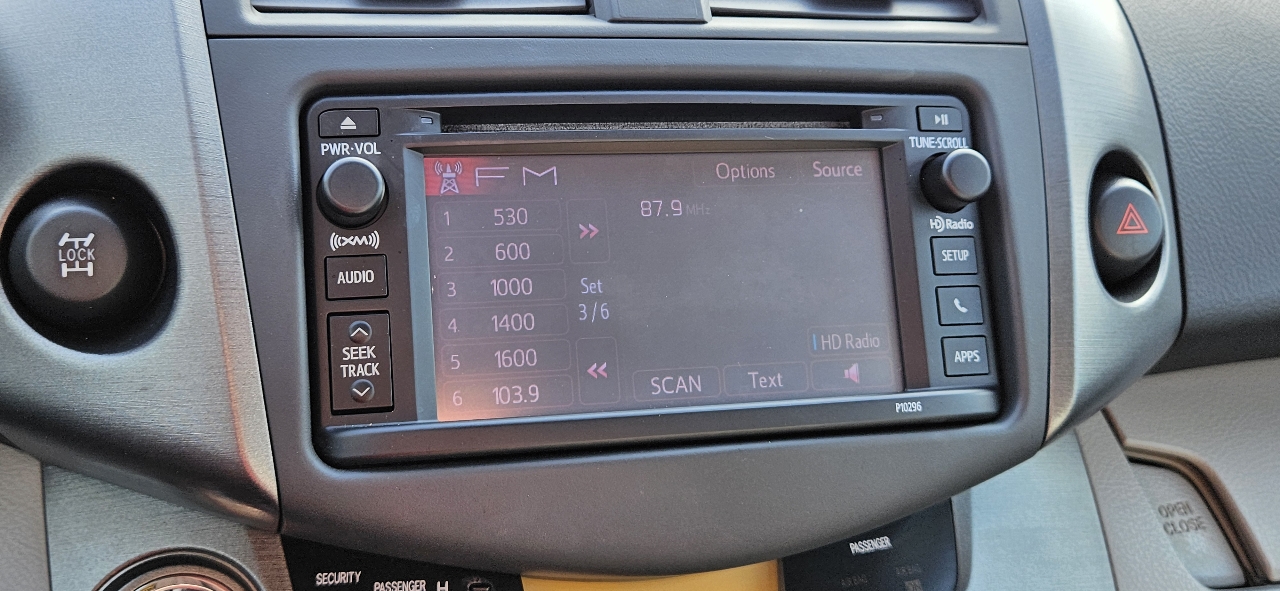 PWR·VOL
TUNE·SCROLL
FM
Options
Source
1 530
87.9 MHz
2 600
3 1000
Set
4 1400
3/6
5 1600
HD Radio
6 103.9
SCAN
Text
((XM))
AUDIO
SEEK
TRACK
HD Radio
SETUP
APPS
P10296
LOCK
OPEN
CLOSE
SECURITY
PASSENGER
PASSENGER